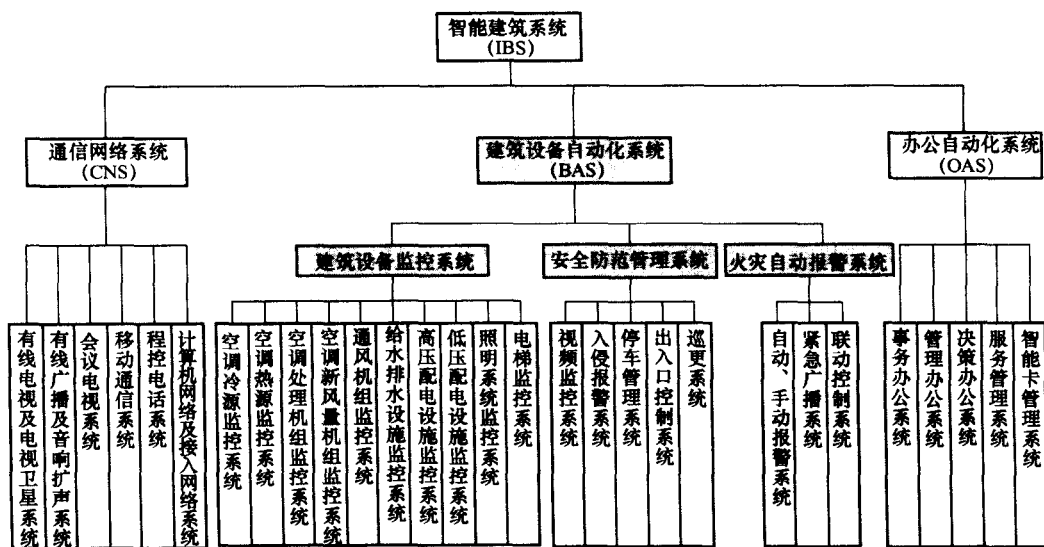 智能建筑系统
(IBS)
通信网络系统
(CNS)
建筑设备自动化系统
(BAS)
办公自动化系统
(OAS)
建筑设备监控系统
安全防范管理系统
火灾自动报警系统
有线电视及电视卫星系统
有线广播及音响扩声系统
会议电视系统
移动通信系统
程控电话系统
计算机网络及接入网络系统
空调冷源监控系统
空调热源监控系统
空调处理机组监控系统
空调新风量机组监控系统
通风机组监控系统
给水排水设施监控系统
高压配电设施监控系统
低压配电设施监控系统
照明系统监控系统
电梯监控系统
视频监控系统
入侵报警系统
停车管理系统
出入口控制系统
巡更系统
自动、手动报警系统
紧急广播系统
联动控制系统
事务办公系统
管理办公系统
决策办公系统
服务管理系统
智能卡管理系统